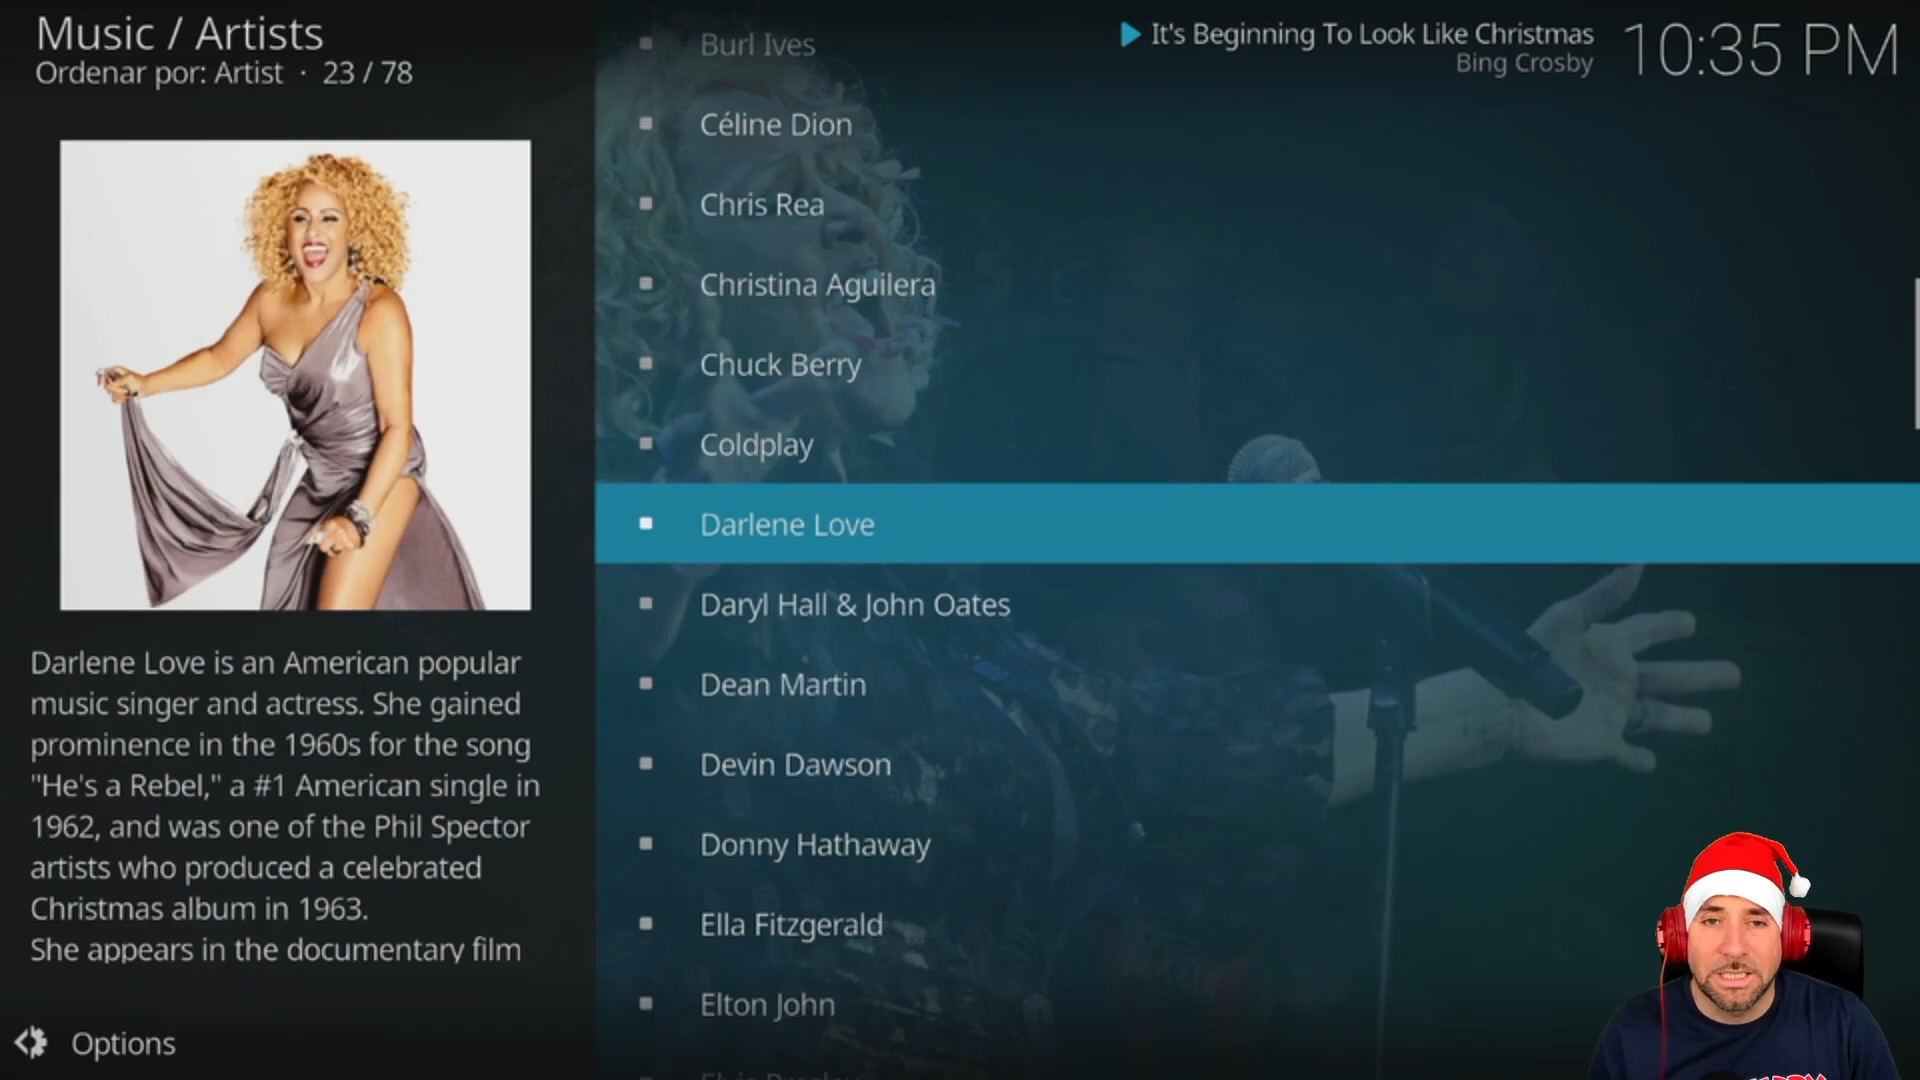 Music / Artists
Ordenar por: Artist · 23 / 78
It's Beginning To Look Like Christmas
Bing Crosby
10:35 PM
Burl Ives
Céline Dion
Chris Rea
Christina Aguilera
Chuck Berry
Coldplay
Darlene Love
Daryl Hall & John Oates
Dean Martin
Devin Dawson
Donny Hathaway
Ella Fitzgerald
Elton John
Darlene Love is an American popular
music singer and actress. She gained
prominence in the 1960s for the song
"He's a Rebel," a #1 American single in
1962, and was one of the Phil Spector
artists who produced a celebrated
Christmas album in 1963.
She appears in the documentary film
Options